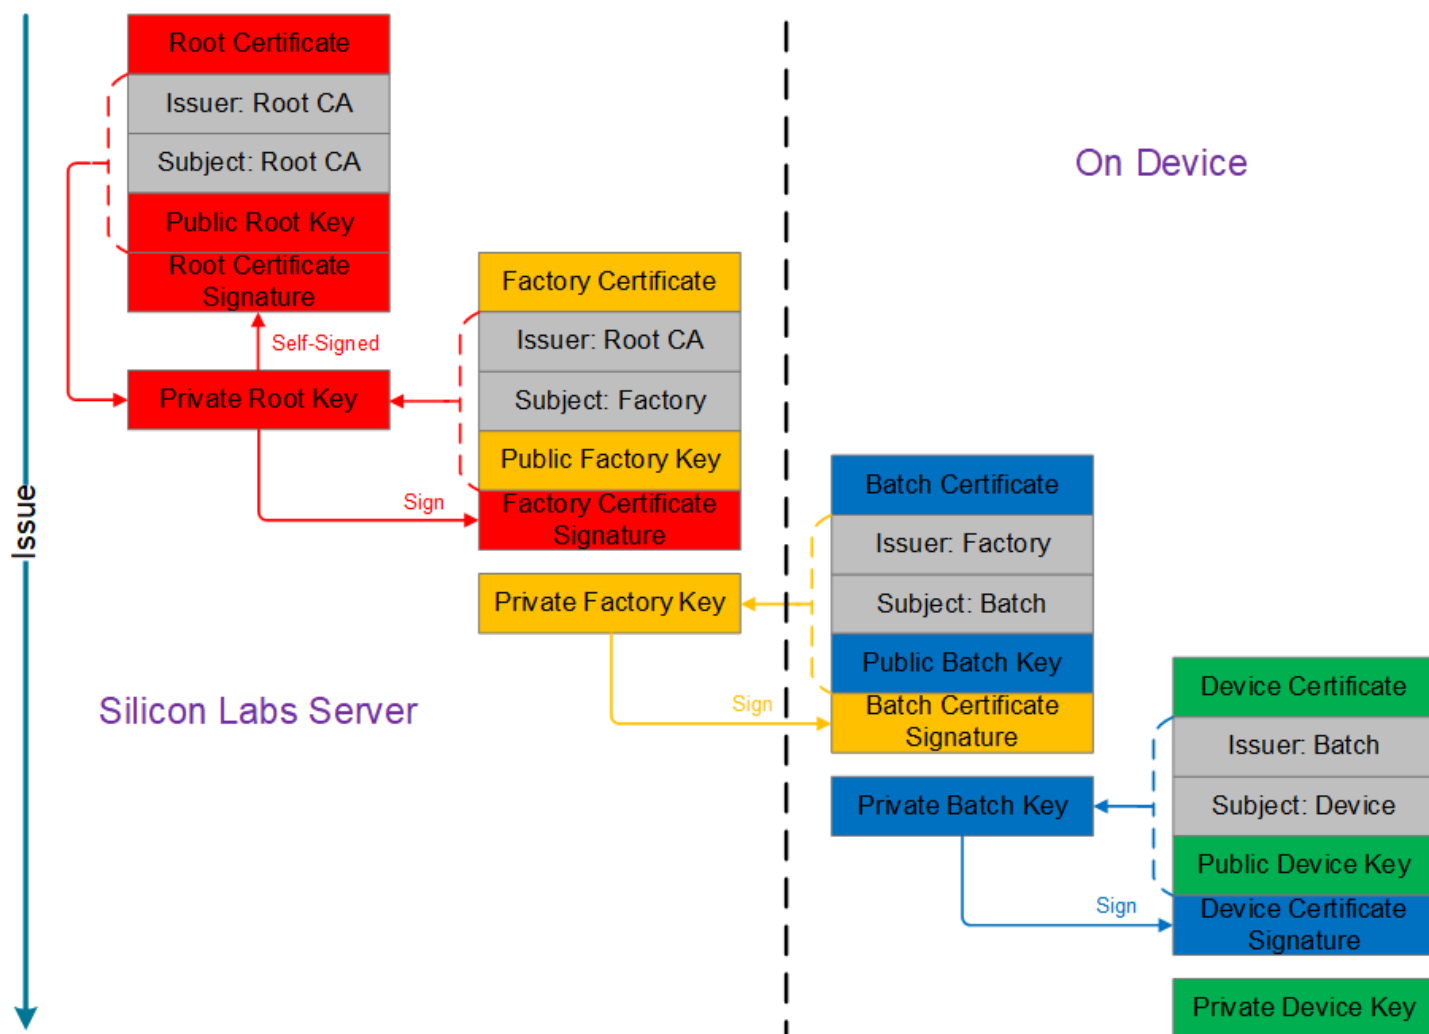 Root Certificate
Issuer: Root CA
Subject: Root CA
Public Root Key
Root Certificate
Signature
Self-Signed
Private Root Key
Sign
Factory Certificate
Issuer: Root CA
Subject: Factory
Public Factory Key
Factory Certificate
Signature
Private Factory Key
Sign
Issue
Silicon Labs Server
On Device
Batch Certificate
Issuer: Factory
Subject: Batch
Public Batch Key
Batch Certificate
Signature
Private Batch Key
Sign
Device Certificate
Issuer: Batch
Subject: Device
Public Device Key
Device Certificate
Signature
Private Device Key